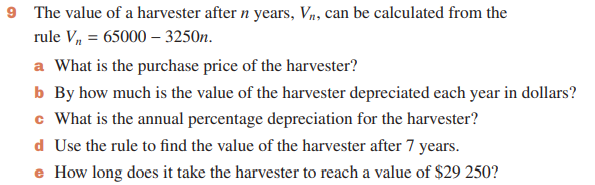 9 The value of a harvester after n years, Vₙ, can be calculated from the
rule Vₙ = 65000 – 3250n.
a What is the purchase price of the harvester?
b By how much is the value of the harvester depreciated each year in dollars?
c What is the annual percentage depreciation for the harvester?
d Use the rule to find the value of the harvester after 7 years.
e How long does it take the harvester to reach a value of $29 250?